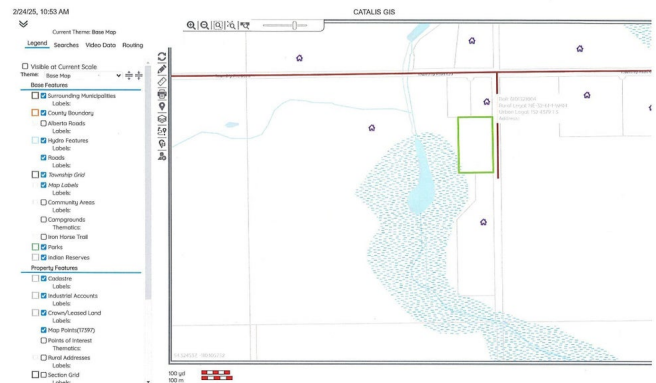 2/24/25, 10:53 AM
CATALIS GIS
Current Theme: Base Map
Legend Searches Video Data Routing
Visible at Current Scale
Theme: Base Map
Base Features
Surrounding Municipalities
Labels:
County Boundary
Alberta Roads
Labels:
Hydro Features
Labels:
Roads
Labels:
Township Grid
Map Labels
Labels:
Community Areas
Labels:
Campgrounds
Thematics:
Iron Horse Trail
Parks
Indian Reserves
Property Features
Cadastre
Labels:
Industrial Accounts
Labels:
Crown/Leased Land
Labels:
Map Points(17397)
Points of Interest
Thematics:
Rural Addresses
Labels:
Section Grid
Labels:
100 yd
100 m